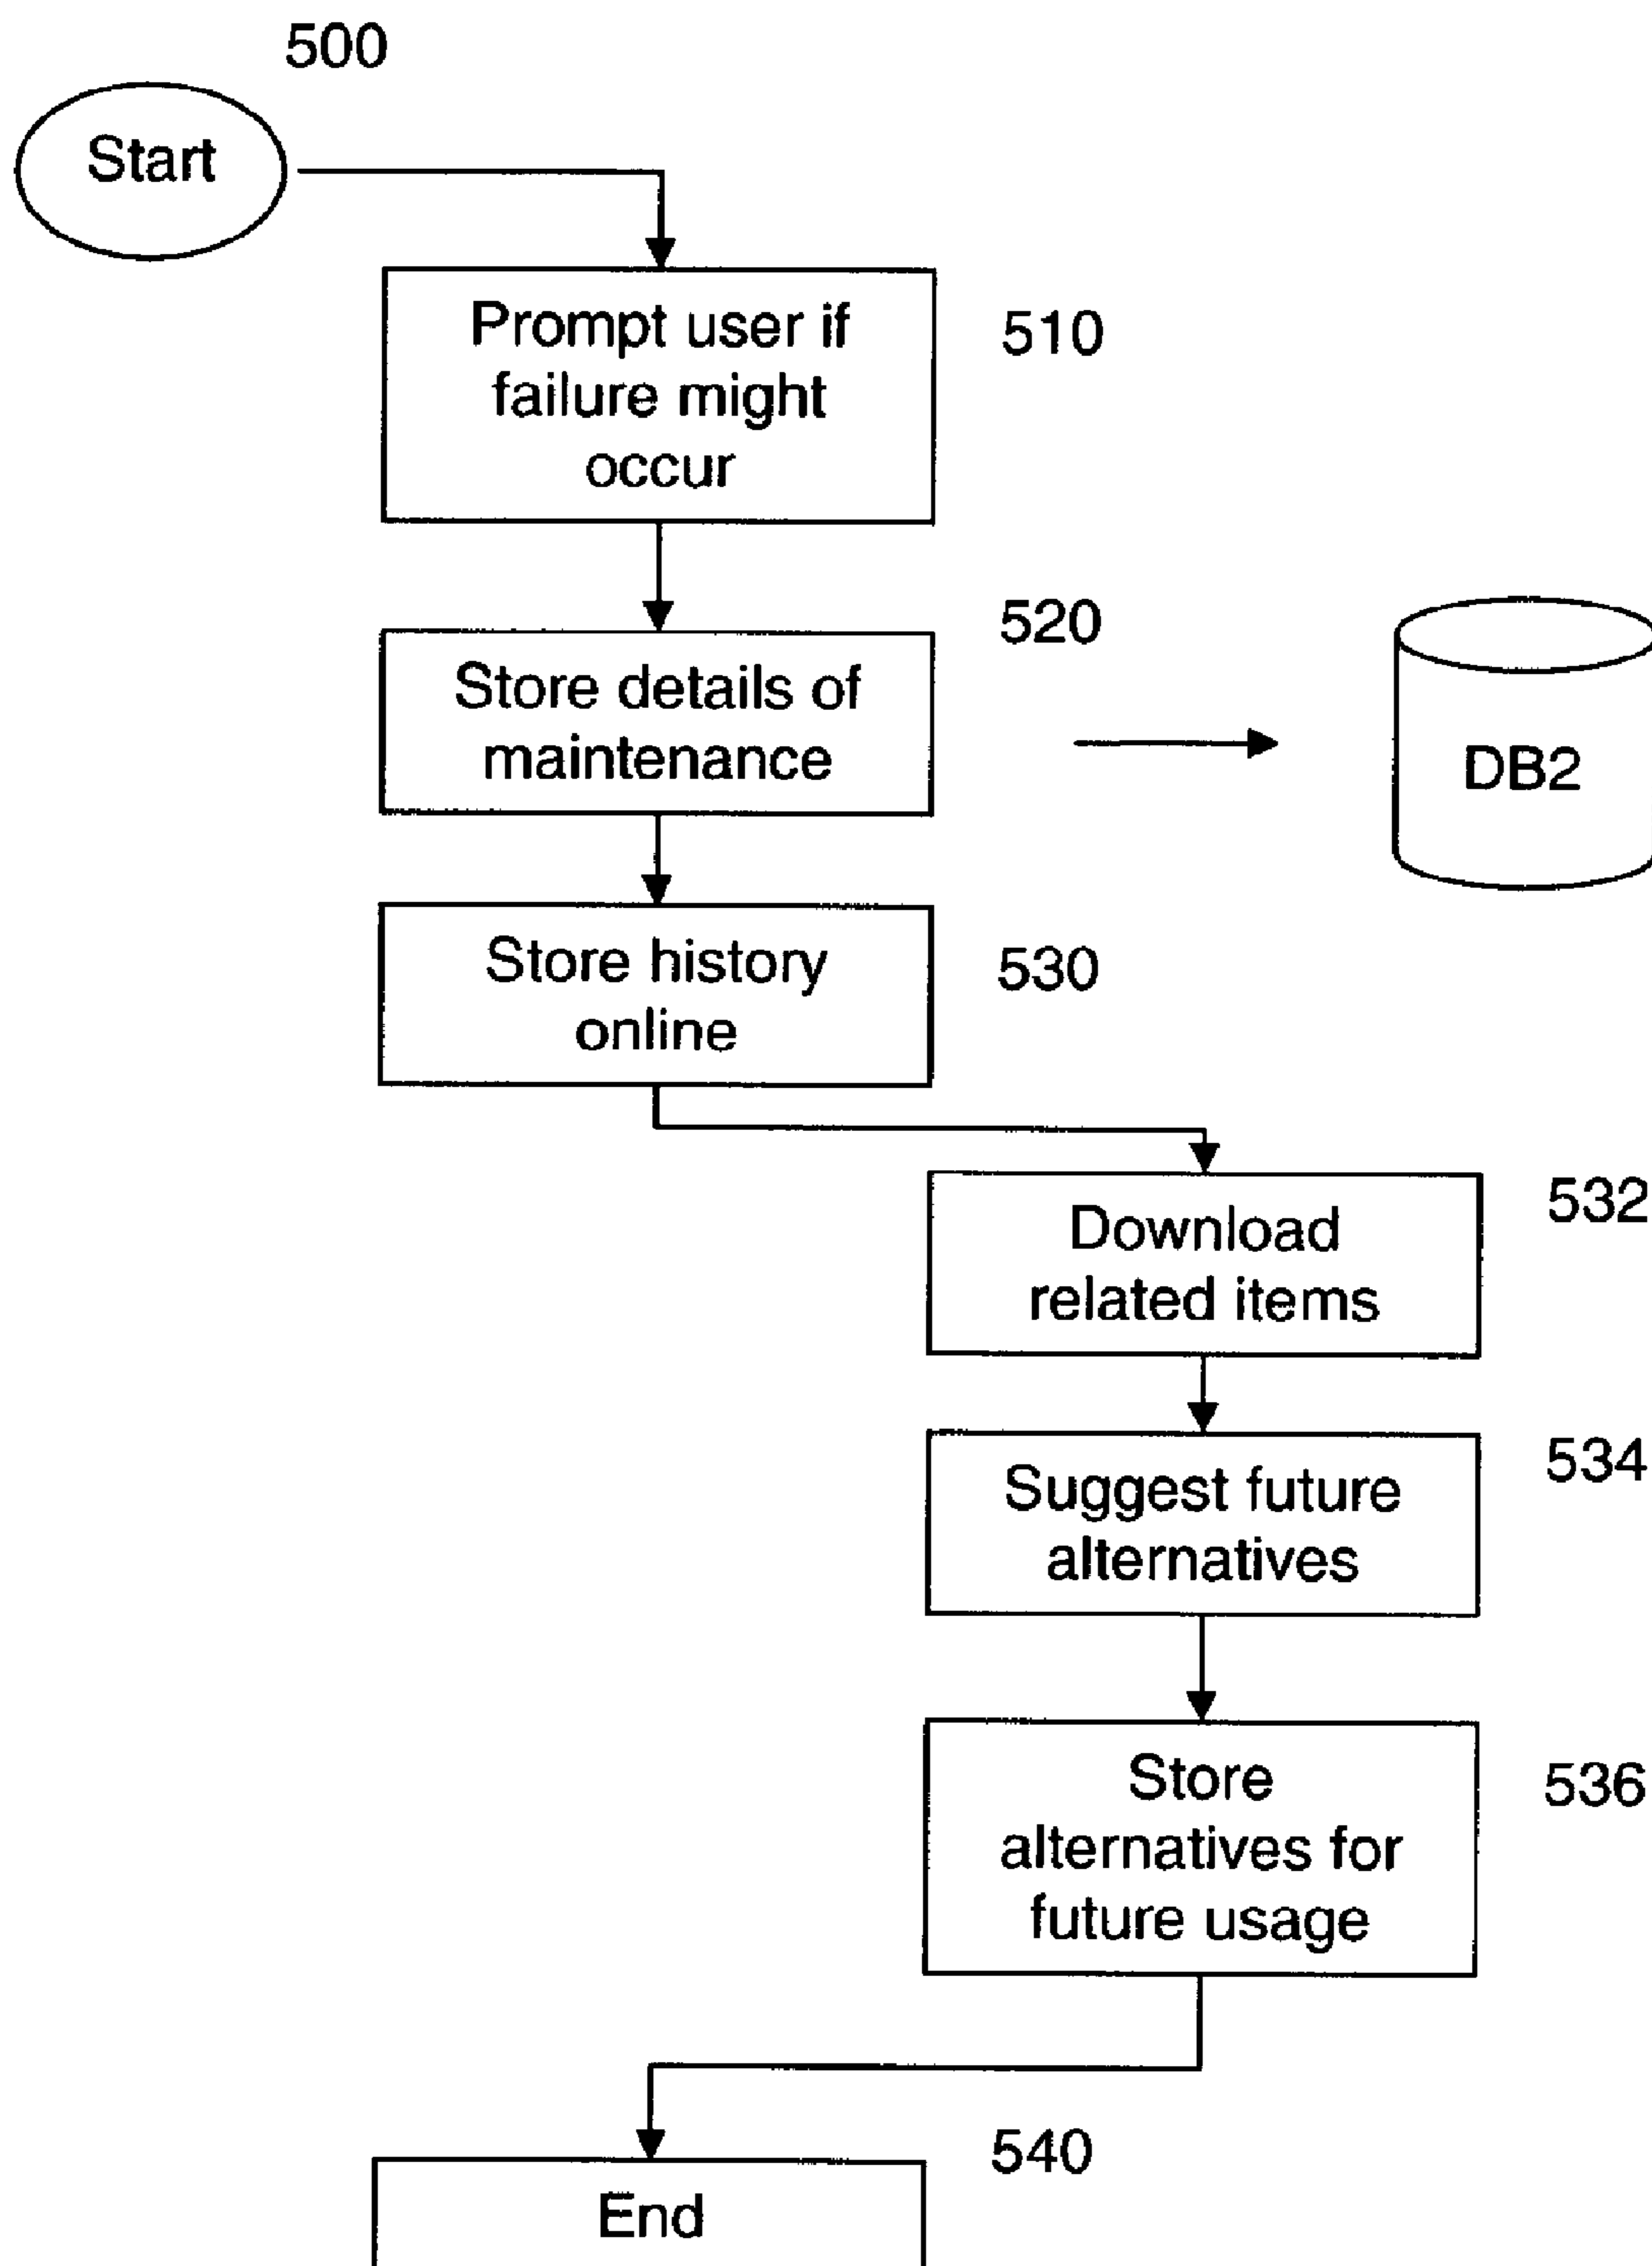 500
Start
Prompt user if
failure might
occur
510
520
Store details of
maintenance
DB2
Store history
online
530
Download
related items
532
Suggest future
alternatives
534
Store
alternatives for
future usage
536
540
End